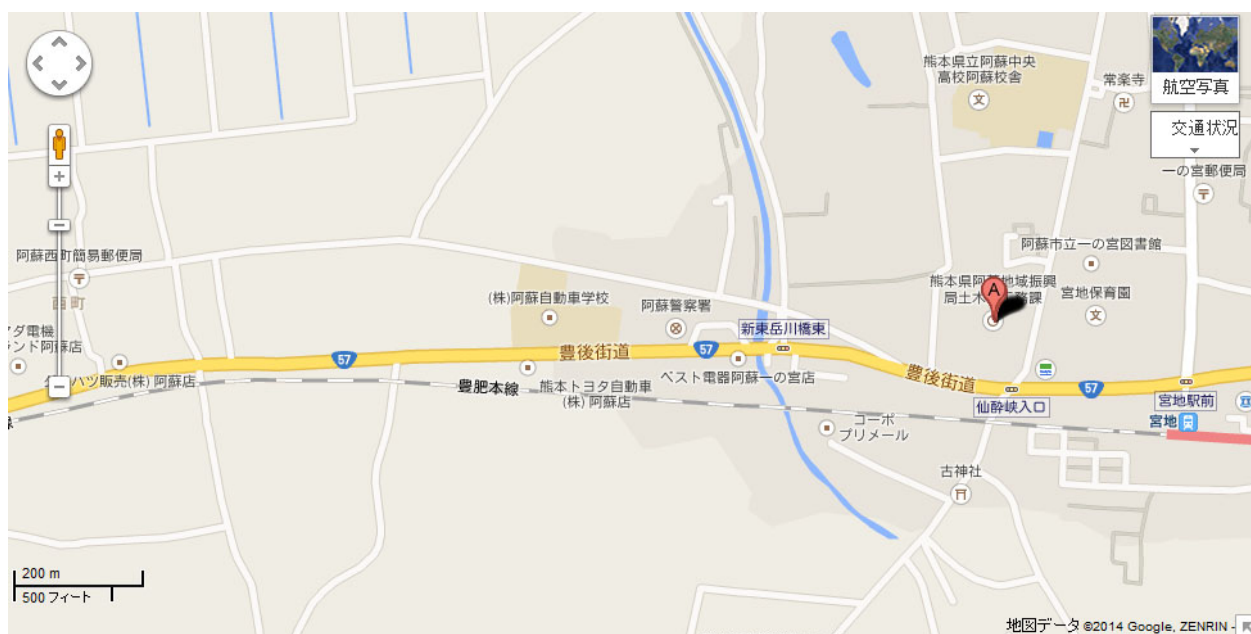 熊本県立阿蘇中央
高校阿蘇校舎
常楽寺
航空写真
交通状況
一の宮郵便局
阿蘇市立一の宮図書館
阿蘇西町簡易郵便局
西町
(株)阿蘇自動車学校
阿蘇警察署
熊本県阿蘇地域振興
局土木
務課
A
宮地保育園
新東岳川橋東
57
豊後街道
57
ダ電機
ンド阿蘇店
ハツ販売(株) 阿蘇店
豊肥本線
熊本トヨタ自動車
(株) 阿蘇店
ベスト電器阿蘇一の宮店
豊後街道
57
仙酔峡入口
宮地駅前
宮地
コーポ
プリメール
古神社
200 m
500 フィート
地図データ ©2014 Google, ZENRIN -